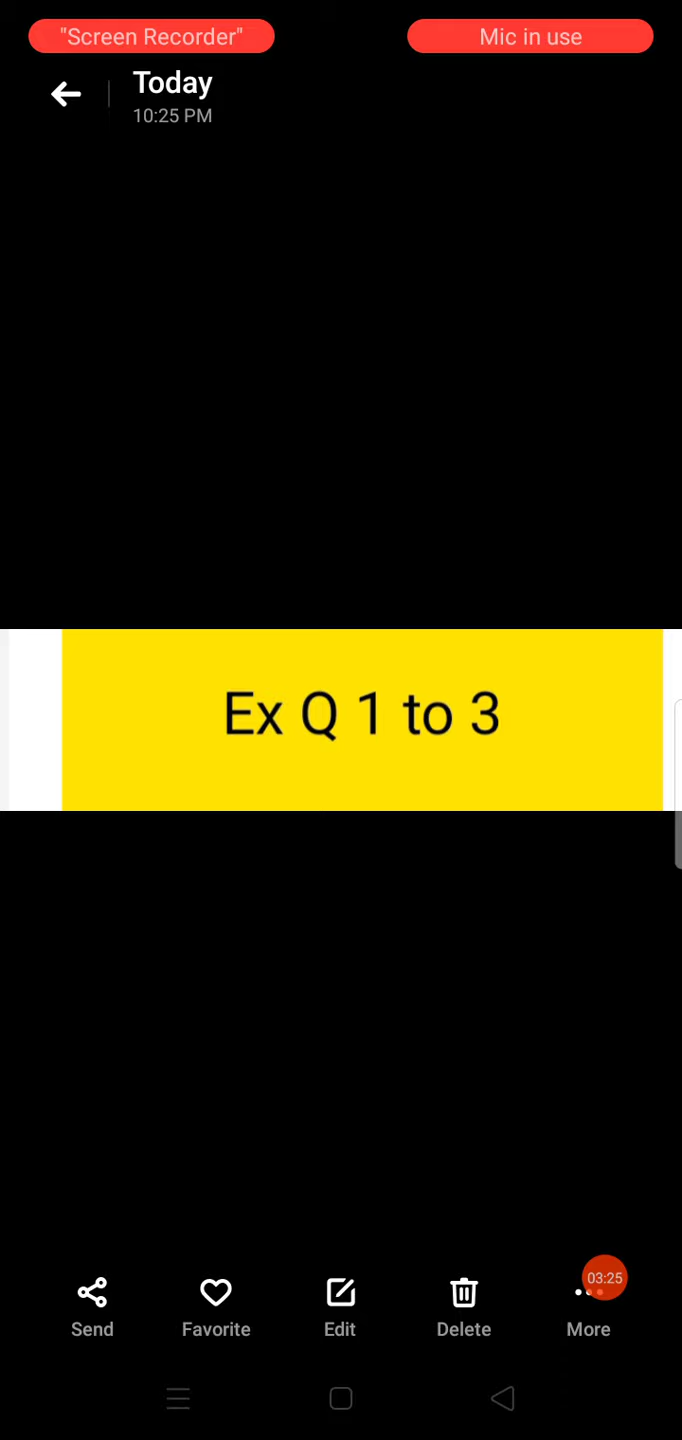 "Screen Recorder" Mic in use
Today
10:25 PM
Ex Q 1 to 3
03:25
Send Favorite Edit Delete More